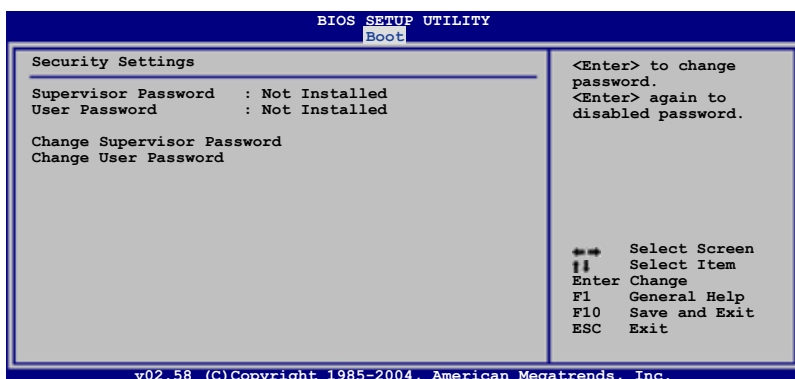 BIOS SETUP UTILITY
Boot
Security Settings
Supervisor Password : Not Installed
User Password : Not Installed
Change Supervisor Password
Change User Password
<Enter> to change
password.
<Enter> again to
disabled password.
←→ Select Screen
↑↓ Select Item
Enter Change
F1 General Help
F10 Save and Exit
ESC Exit
v02.58 (C)Copyright 1985-2004, American Megatrends, Inc.